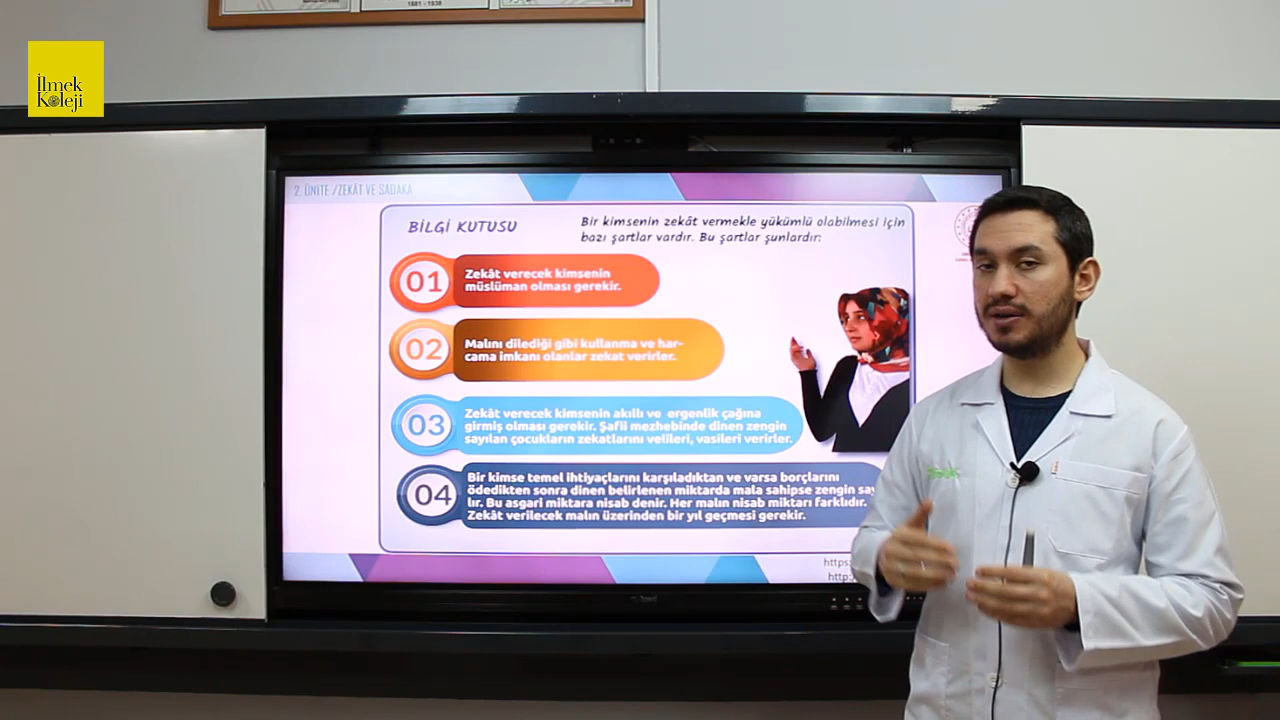 1881 - 1938
İlmek
Koleji
2. ÜNİTE /ZEKÂT VE SADAKA
BİLGİ KUTUSU
Bir kimsenin zekât vermekle yükümlü olabilmesi için
bazı şartlar vardır. Bu şartlar şunlardır:
01
Zekât verecek kimsenin
müslüman olması gerekir.
02
Malını dilediği gibi kullanma ve har-
cama imkanı olanlar zekat verirler.
03
Zekât verecek kimsenin akıllı ve ergenlik çağına
girmiş olması gerekir. Şafii mezhebinde dinen zengin
sayılan çocukların zekatlarını velileri, vasileri verirler.
04
Bir kimse temel ihtiyaçlarını karşıladıktan ve varsa borçlarını
ödedikten sonra dinen belirlenen miktarda mala sahipse zengin say
lır. Bu asgari miktara nisab denir. Her malın nisab miktarı farklıdır.
Zekât verilecek malın üzerinden bir yıl geçmesi gerekir.
https:
http: